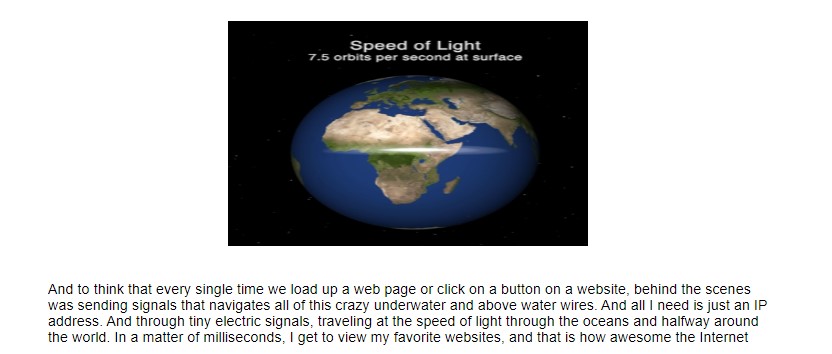 Speed of Light
7.5 orbits per second at surface
And to think that every single time we load up a web page or click on a button on a website, behind the scenes
was sending signals that navigates all of this crazy underwater and above water wires. And all I need is just an IP
address. And through tiny electric signals, traveling at the speed of light through the oceans and halfway around
the world. In a matter of milliseconds, I get to view my favorite websites, and that is how awesome the Internet